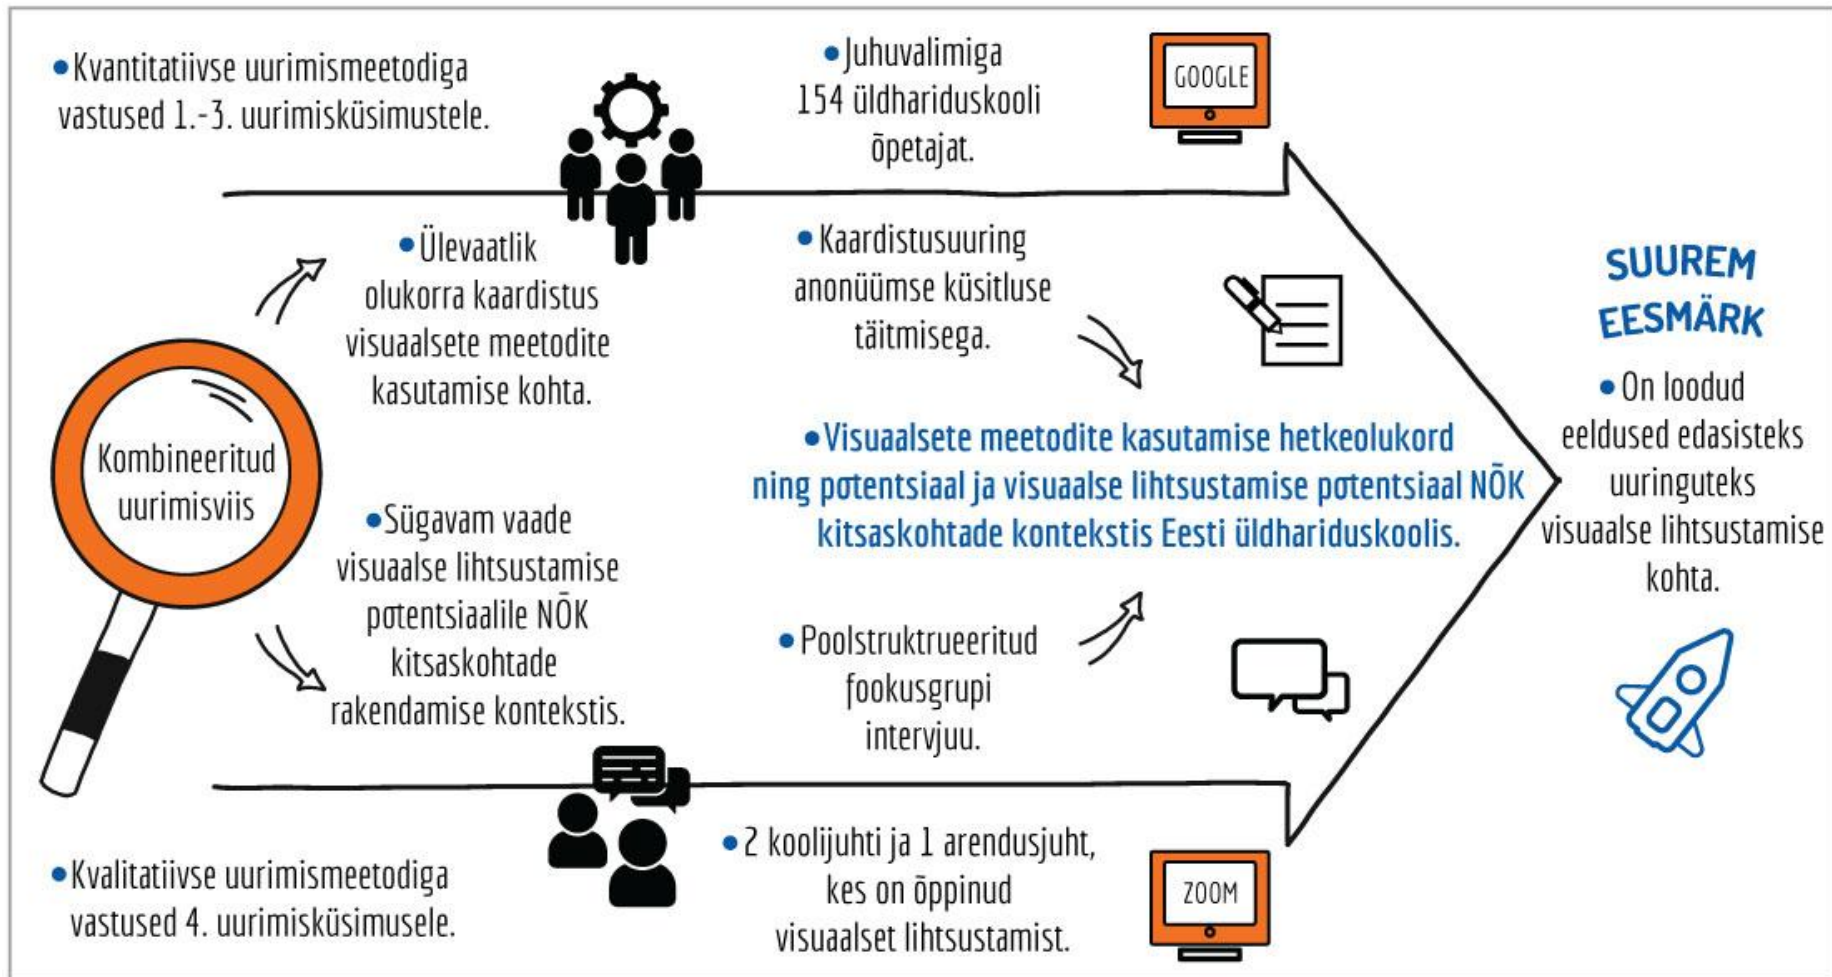 •Kvantitatiivse uurimismeetodiga
vastused 1.-3. uurimisküsimustele.
•Juhuvalimiga
154 üldhariduskooli
õpetajat.
GOOGLE
•Ülevaatlik
olukorra kaardistus
visuaalsete meetodite
kasutamise kohta.
•Kaardistusuuring
anonüümse küsitluse
täitmisega.
Kombineeritud
uurimisviis
•Sügavam vaade
visuaalse lihtsustamise
potentsiaalile NÕK
kitsaskohtade
rakendamise kontekstis.
•Visuaalsete meetodite kasutamise hetkeolukord
ning potentsiaal ja visuaalse lihtsustamise potentsiaal NÕK
kitsaskohtade kontekstis Eesti üldhariduskoolis.
•Poolstruktrueeritud
fookusgrupi
intervjuu.
•Kvalitatiivse uurimismeetodiga
vastused 4. uurimisküsimusele.
•2 koolijuhti ja 1 arendusjuht,
kes on õppinud
visuaalset lihtsustamist.
ZOOM
SUUREM
EESMÄRK
•On loodud
eeldused edasisteks
uuringuteks
visuaalse lihtsustamise
kohta.